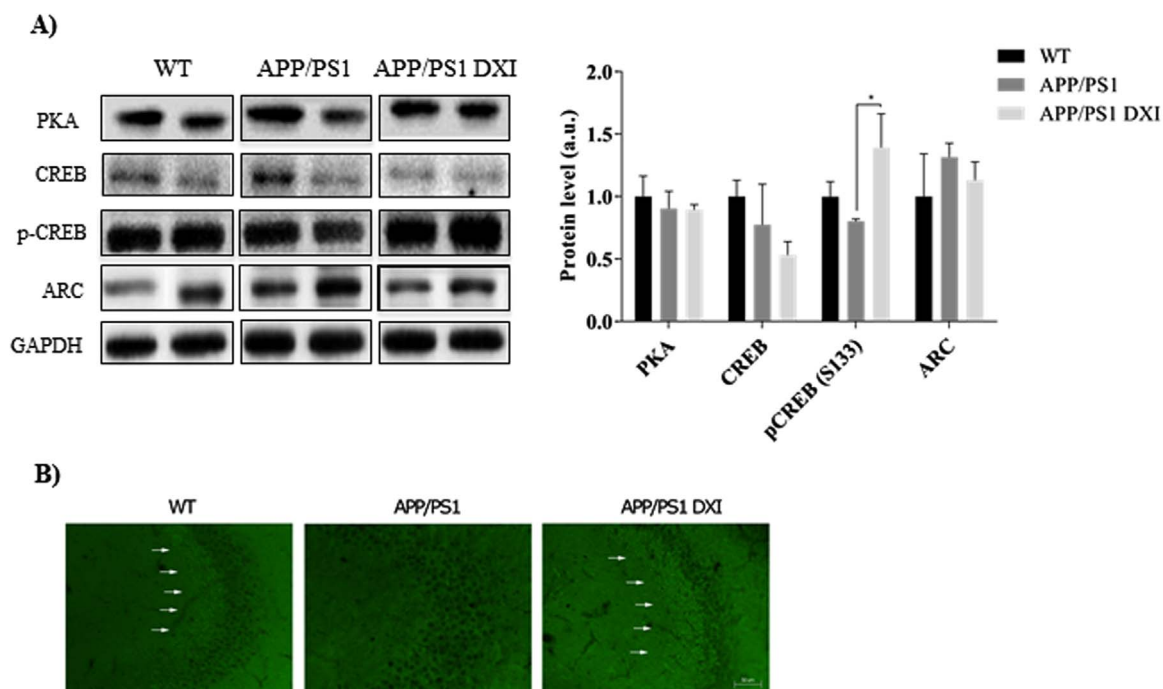 A)
WT APP/PS1 APP/PS1 DXI
PKA
CREB
p-CREB
ARC
GAPDH
Protein level (a.u.)
2.0
1.5
1.0
0.5
0.0
*
PKA
CREB
pCREB (S133)
ARC
WT
APP/PS1
APP/PS1 DXI
B)
WT APP/PS1 APP/PS1 DXI